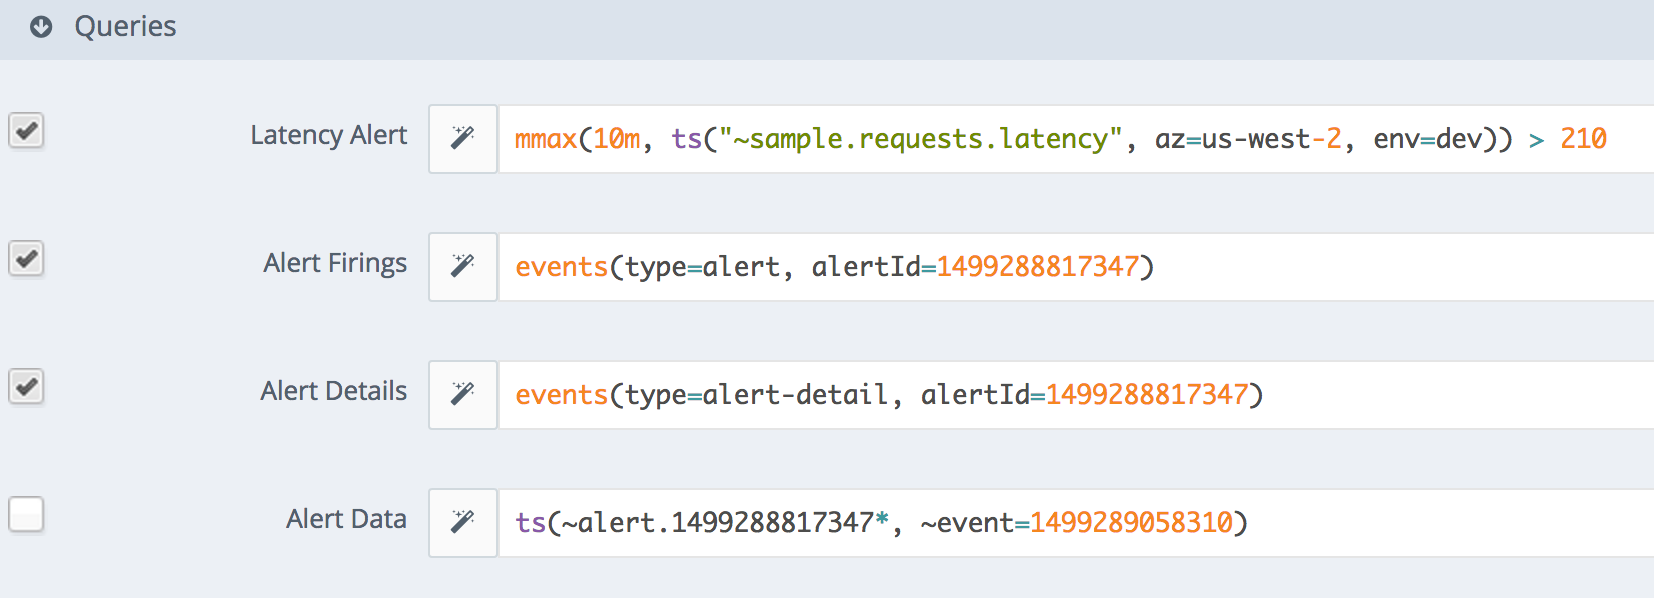 Queries
Latency Alert mmax(10m, ts("~sample.requests.latency", az=us-west-2, env=dev)) > 210
Alert Firings events(type=alert, alertId=1499288817347)
Alert Details events(type=alert-detail, alertId=1499288817347)
Alert Data ts(~alert.1499288817347*, ~event=1499289058310)